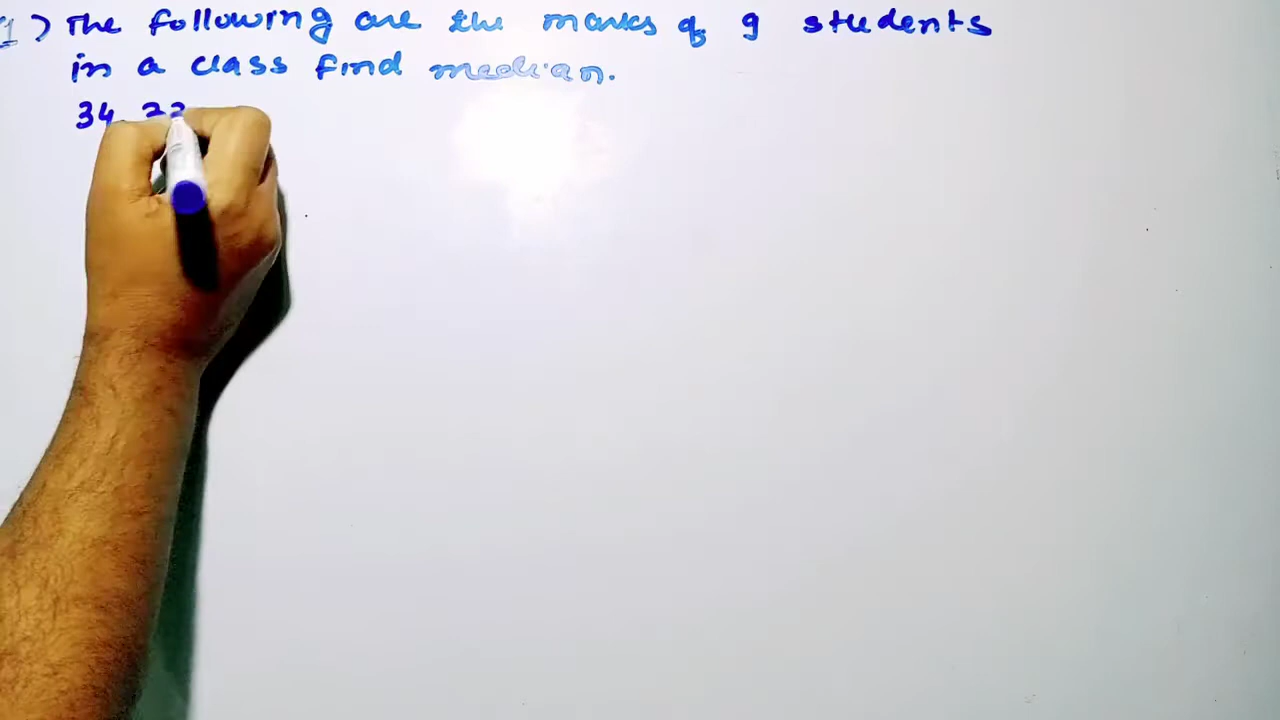 1) The following are the marks of 9 students
in a class find median.
34,